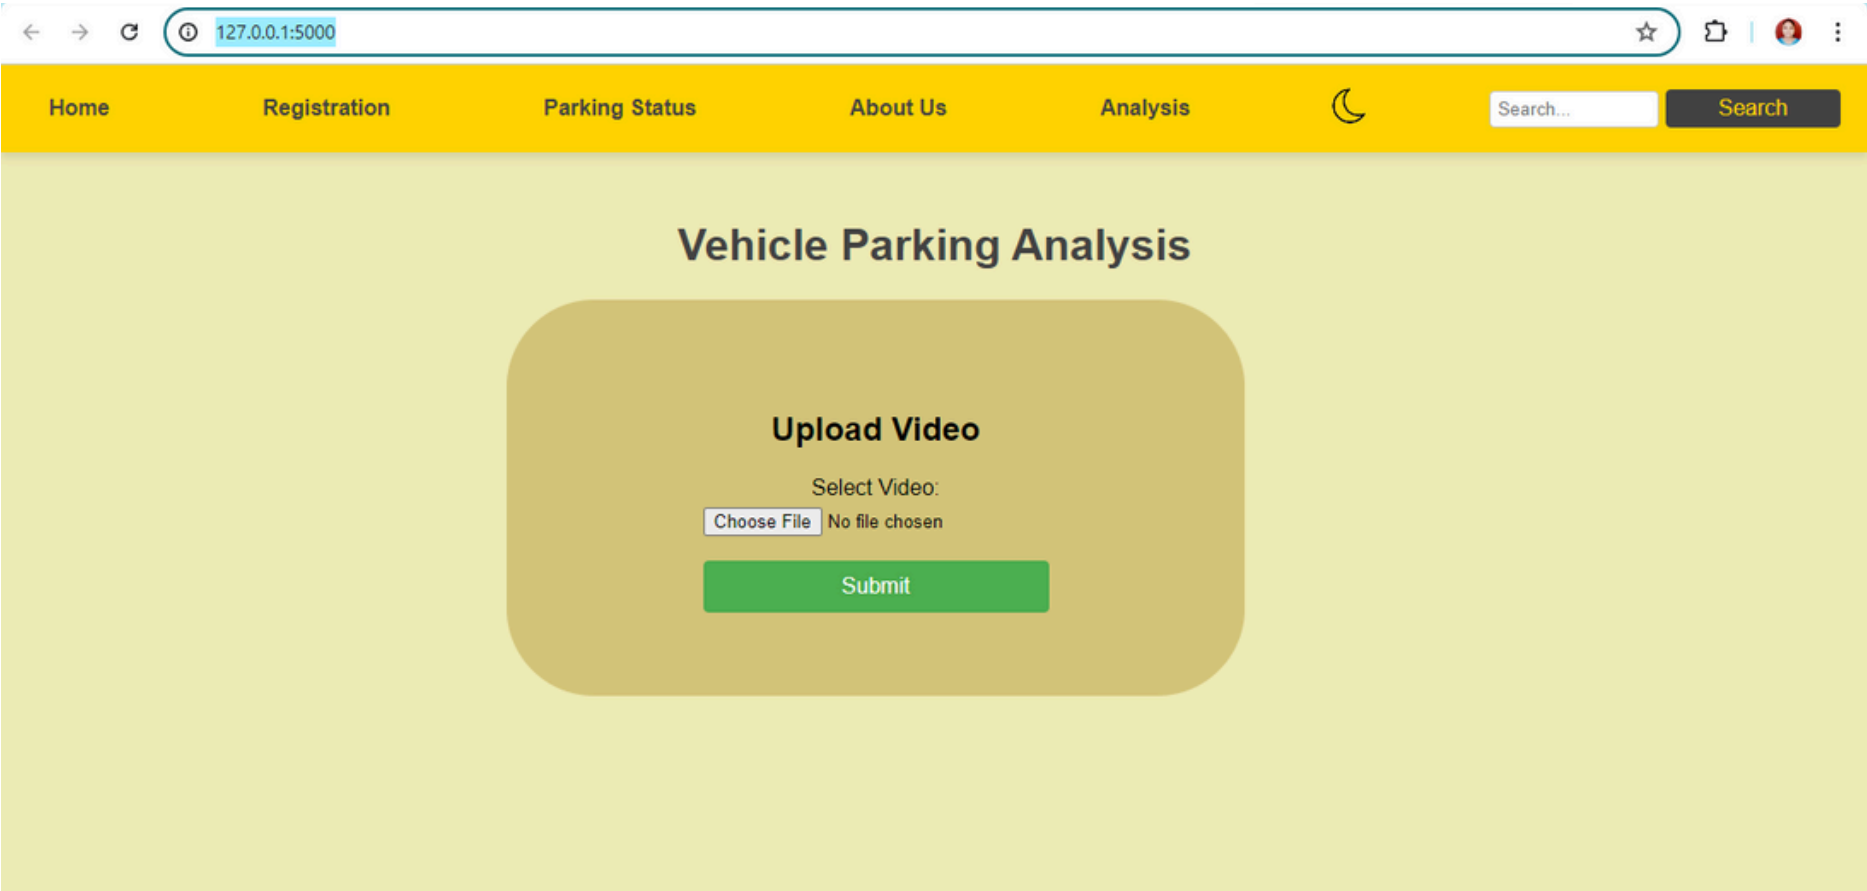 127.0.0.1:5000
Home Registration Parking Status About Us Analysis Search... Search
Vehicle Parking Analysis
Upload Video
Select Video:
Choose File No file chosen
Submit